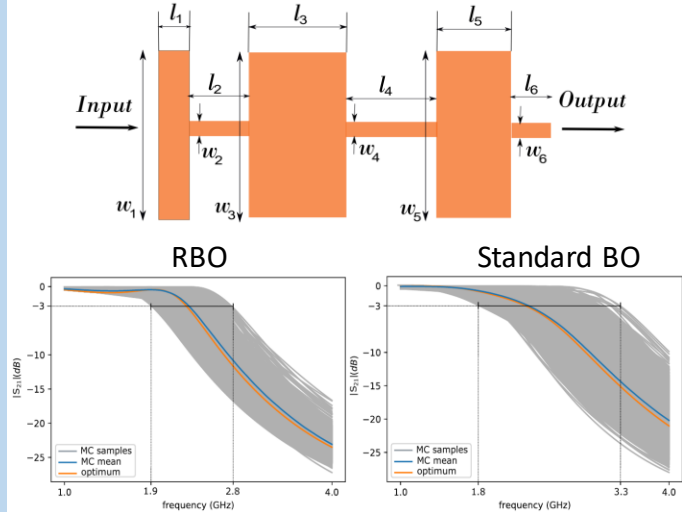 l1 l3 l5
l2 l4 l6
Input Output
w2 w4 w6
w1 w3 w5
RBO Standard BO
0
−3
−10
−15
−20
−25
|S21|(dB)
MC samples
MC mean
optimum
1.0 1.9 2.8 4.0
frequency (GHz)
0
−3
−10
−15
−20
−25
|S21|(dB)
MC samples
MC mean
optimum
1.0 1.8 3.3 4.0
frequency (GHz)